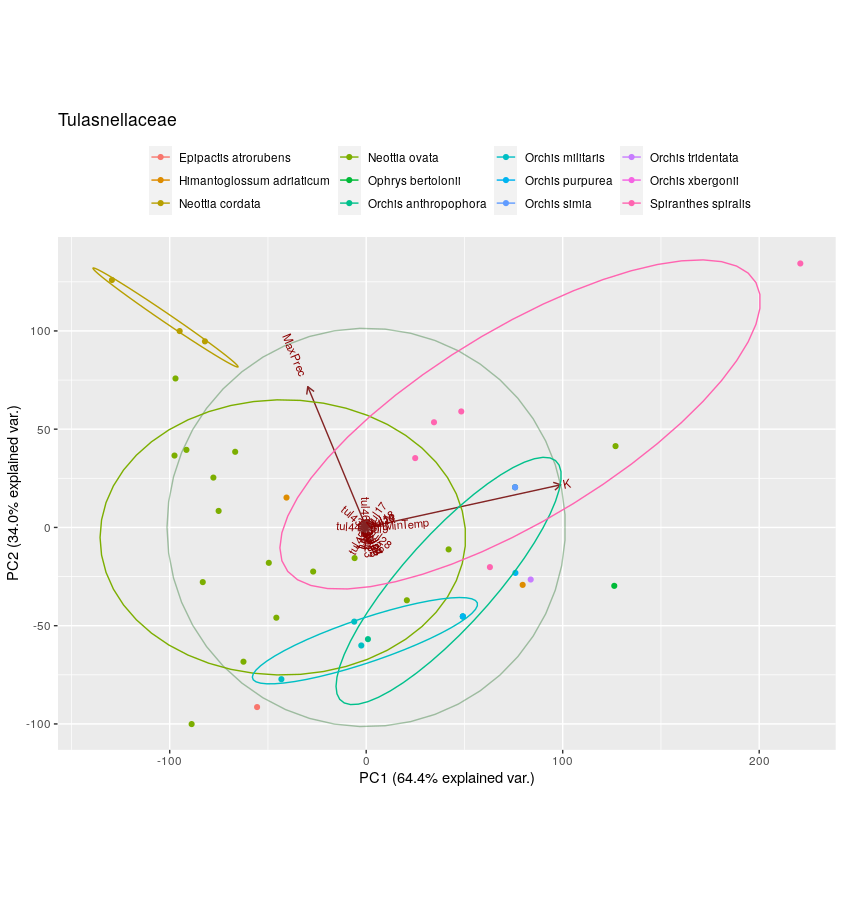 Tulasnellaceae
Epipactis atrorubens
Himantoglossum adriaticum
Neottia cordata
Neottia ovata
Ophrys bertolonii
Orchis anthropophora
Orchis militaris
Orchis purpurea
Orchis simia
Orchis tridentata
Orchis xbergonii
Spiranthes spiralis
PC2 (34.0% explained var.)
100
50
0
-50
-100
MaxPrec
K
-100
0
100
200
PC1 (64.4% explained var.)